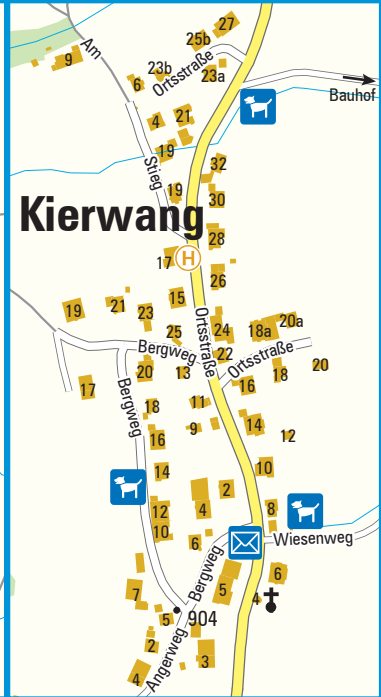 27
25b
Am
9
23b
23a
6
Ortsstraße
Bauhof
4
21
19
Stieg
32
19
30
Kierwang
28
17
H
26
15
21
19
23
Ortsstraße
20a
24
18a
25
Bergweg
22
Ortsstraße
20
20
13
18
17
16
Bergweg
18
11
9
14
12
16
14
10
2
12
4
8
10
6
Wiesenweg
Bergweg
6
5
7
4
5
904
2
Angerweg
3
4